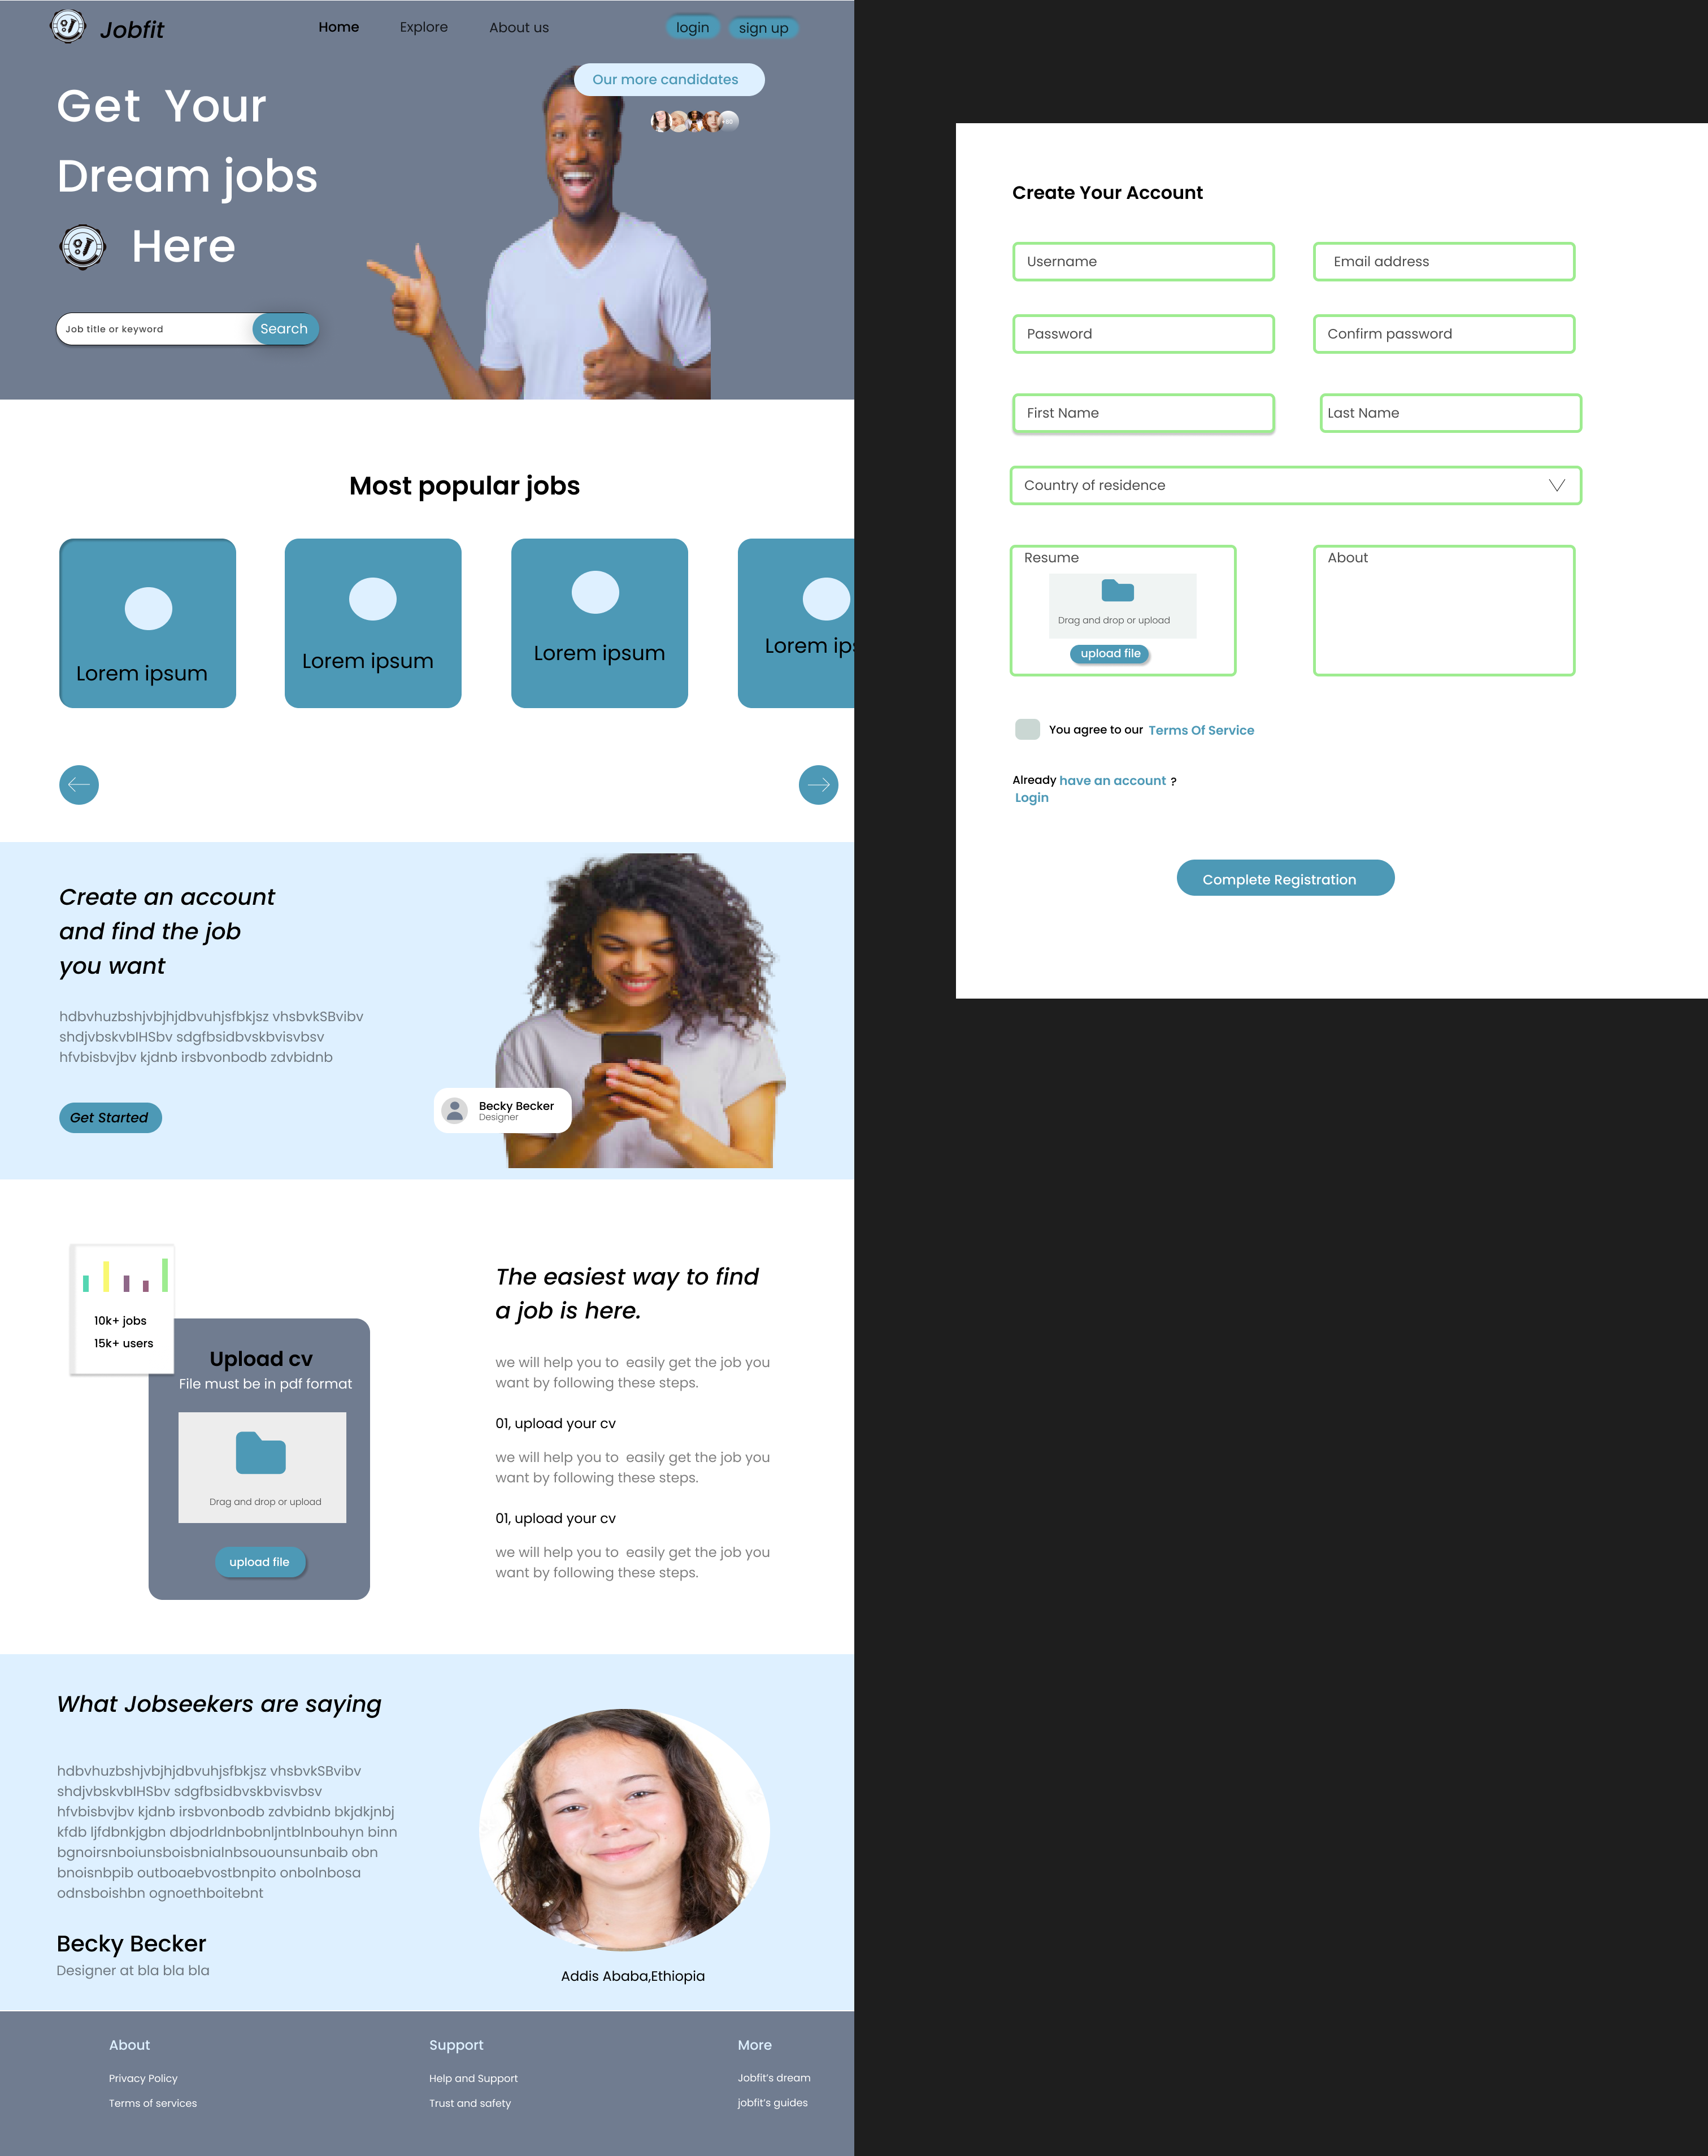 Jobfit
Home
Explore
About us
login
sign up
Our more candidates
Get Your
Dream jobs
Here
Job title or keyword
Search
Most popular jobs
Lorem ipsum
Lorem ipsum
Lorem ipsum
Lorem ips
Create an account
and find the job
you want
hdbvhuzbshjvbjhjdbvuhjsfbkjsz vhsbvkSBvibv
shdjvbskvbIHSbv sdgfbsidbvskbvisvbsv
hfvbisbvjbv kjdnb irsbvonbodb zdvbidnb
Get Started
Becky Becker
Designer
10k+ jobs
15k+ users
Upload cv
File must be in pdf format
Drag and drop or upload
upload file
The easiest way to find
a job is here.
we will help you to easily get the job you
want by following these steps.
01, upload your cv
we will help you to easily get the job you
want by following these steps.
01, upload your cv
we will help you to easily get the job you
want by following these steps.
What Jobseekers are saying
hdbvhuzbshjvbjhjdbvuhjsfbkjsz vhsbvkSBvibv
shdjvbskvbIHSbv sdgfbsidbvskbvisvbsv
hfvbisbvjbv kjdnb irsbvonbodb zdvbidnb bkjdkjnbj
kfdb ljfdbnkjgbn dbjodrldnbobnljntblnbouhyn binn
bgnoirsnboiunsboisbnialnbsouounsunbaib obn
bnoisnbpib outboaebvostbnpito onbolnbosa
odnsboishbn ognoethboitebnt
Becky Becker
Designer at bla bla bla
Addis Ababa,Ethiopia
About
Privacy Policy
Terms of services
Support
Help and Support
Trust and safety
More
Jobfit's dream
jobfit's guides
Create Your Account
Username
Email address
Password
Confirm password
First Name
Last Name
Country of residence
Resume
Drag and drop or upload
upload file
About
You agree to our Terms Of Service
Already have an account ?
Login
Complete Registration